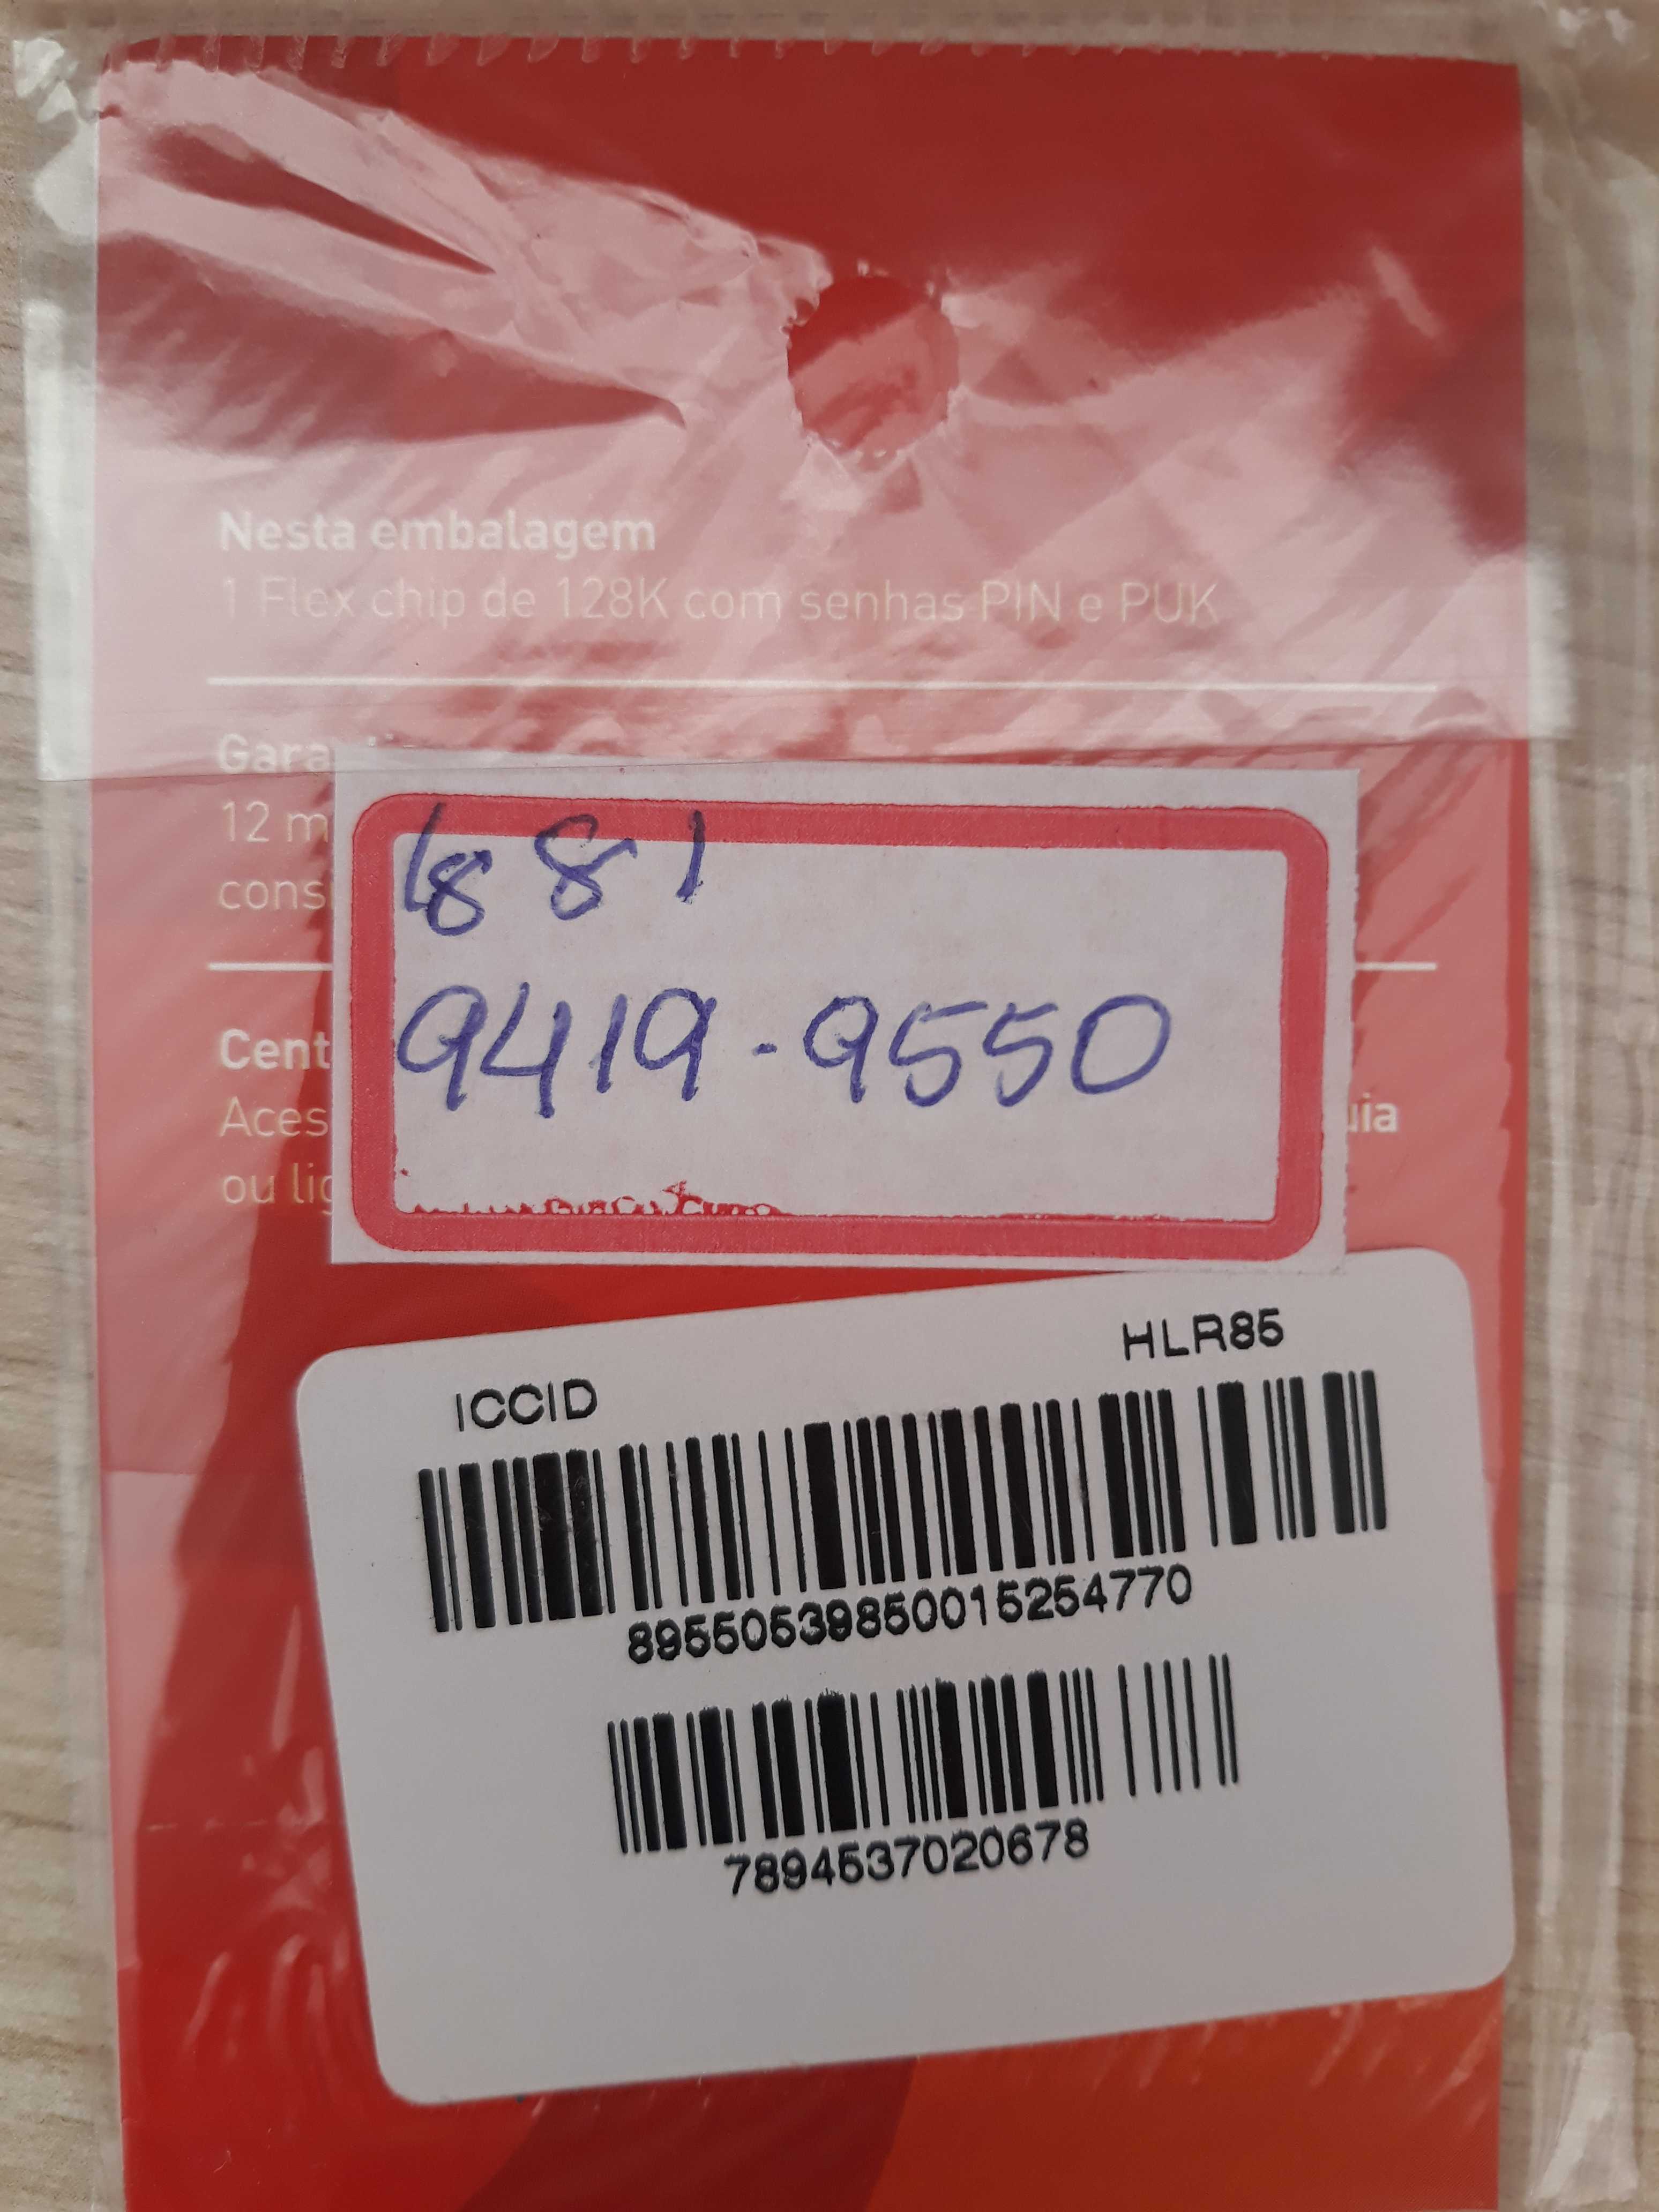 Nesta embalagem
1 Flex chip de 128K com senhas PIN e PUK
Gara
12 m
cons
(88)
9419-9550
Cent
Aces uia
ou lig
HLR85
ICCID
89550539850015254770
7894537020678